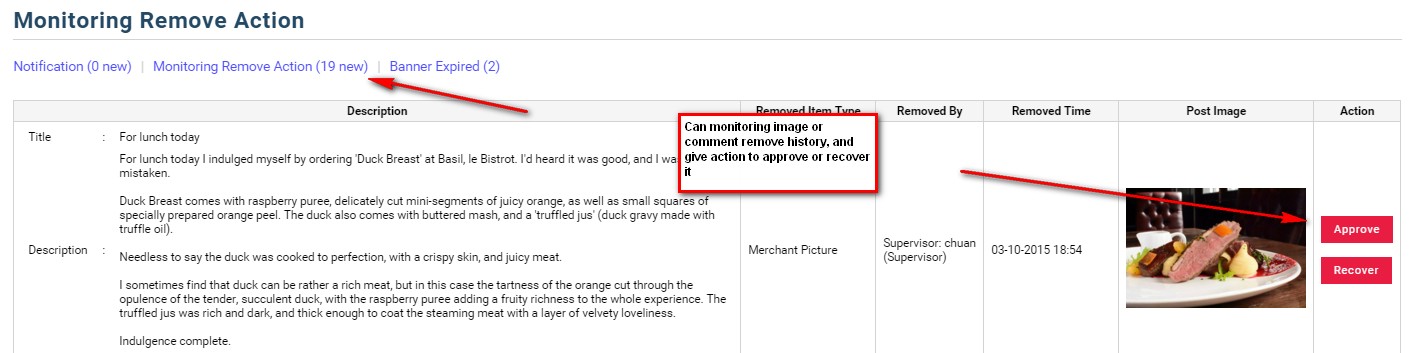 Monitoring Remove Action
Notification (0 new) | Monitoring Remove Action (19 new) | Banner Expired (2)
Description Removed Item Type Removed By Removed Time Post Image Action
Can monitoring image or
comment remove history, and
give action to approve or recover
it
Title : For lunch today
For lunch today I indulged myself by ordering 'Duck Breast' at Basil, le Bistrot. I'd heard it was good, and I was
mistaken.
Duck Breast comes with raspberry puree, delicately cut mini-segments of juicy orange, as well as small squares of
specially prepared orange peel. The duck also comes with buttered mash, and a 'truffled jus' (duck gravy made with
truffle oil).
Description :
Needless to say the duck was cooked to perfection, with a crispy skin, and juicy meat.
I sometimes find that duck can be rather a rich meat, but in this case the tartness of the orange cut through the
opulence of the tender, succulent duck, with the raspberry puree adding a fruity richness to the whole experience. The
truffled jus was rich and dark, and thick enough to coat the steaming meat with a layer of velvety loveliness.
Indulgence complete.
Merchant Picture
Supervisor: chuan
(Supervisor)
03-10-2015 18:54
Approve
Recover